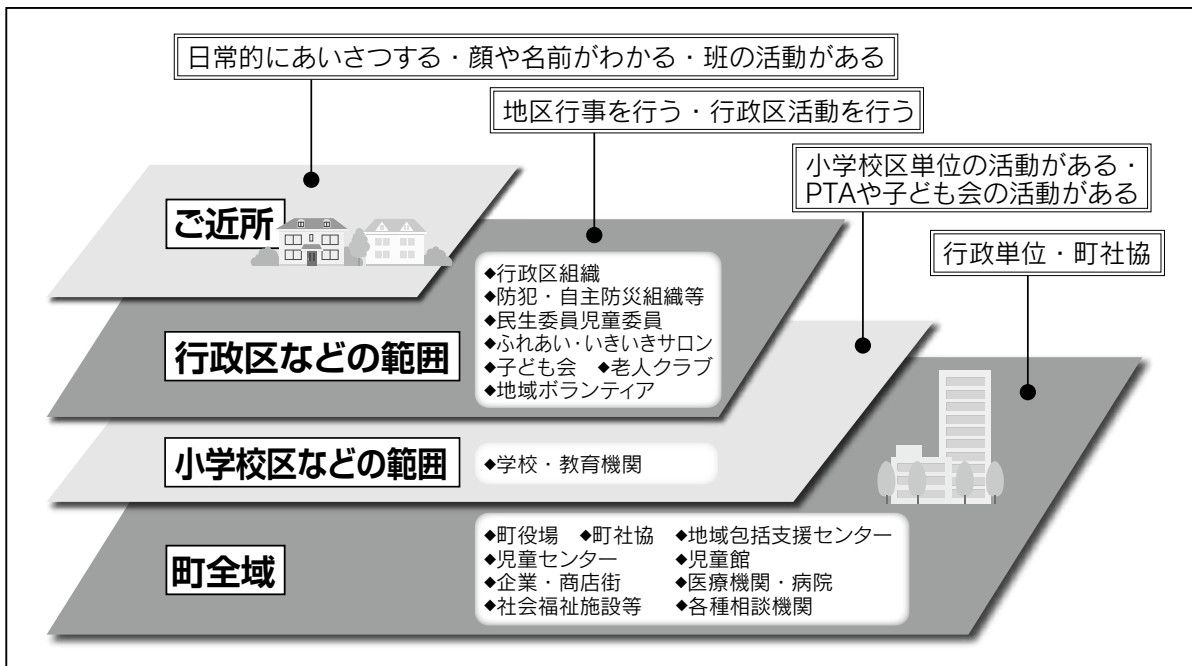 日常的にあいさつする・顔や名前がわかる・班の活動がある
地区行事を行う・行政区活動を行う
小学校区単位の活動がある・
PTAや子ども会の活動がある
行政単位・町社協
ご近所
行政区などの範囲
◆行政区組織
◆防犯・自主防災組織等
◆民生委員児童委員
◆ふれあい・いきいきサロン
◆子ども会 ◆老人クラブ
◆地域ボランティア
小学校区などの範囲
◆学校・教育機関
町全域
◆町役場 ◆町社協 ◆地域包括支援センター
◆児童センター ◆児童館
◆企業・商店街 ◆医療機関・病院
◆社会福祉施設等 ◆各種相談機関